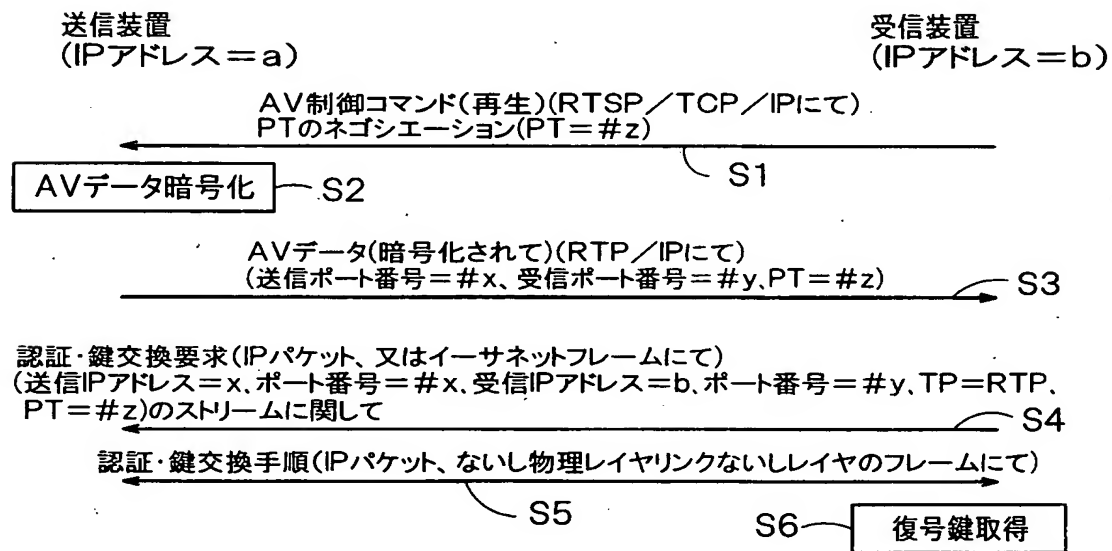 送信装置
(IPアドレス=a)
受信装置
(IPアドレス=b)
AV制御コマンド(再生)(RTSP/TCP/IPにて)
PTのネゴシエーション(PT=#z)
S1
AVデータ暗号化
S2
AVデータ(暗号化されて)(RTP/IPにて)
(送信ポート番号=#x、受信ポート番号=#y、PT=#z)
S3
認証・鍵交換要求(IPパケット、又はイーサネットフレームにて)
(送信IPアドレス=x、ポート番号=#x、受信IPアドレス=b、ポート番号=#y、TP=RTP、
PT=#z)のストリームに関して
S4
認証・鍵交換手順(IPパケット、ないし物理レイヤリンクないしレイヤのフレームにて)
S5
S6
復号鍵取得